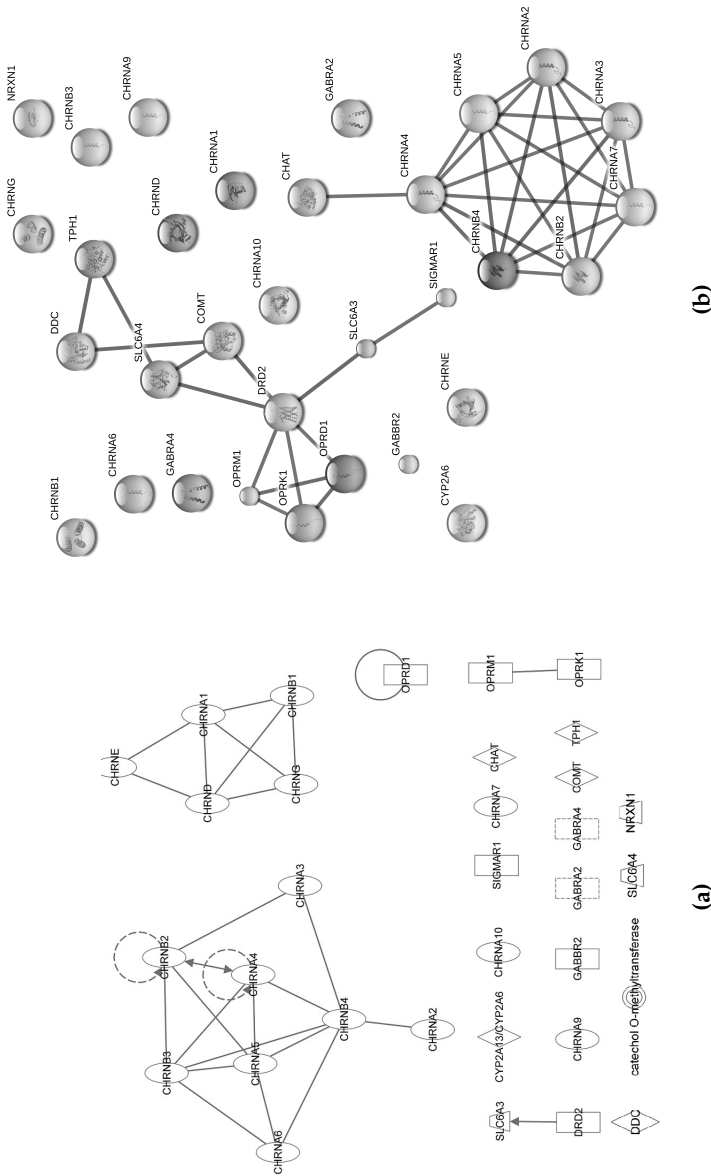 CHRNE
CHRNA1
CHRNB1
CHRND
CHRNG
CHRNB2
CHRNA4
CHRNA3
CHRNB3
CHRNA5
CHRNB4
CHRNA6
CHRNA2
OPRD1
OPRM1
OPRK1
CHAT
TPH1
CHRNA7
COMT
SIGMAR1
GABRA4
NRXN1
GABRA2
SLC6A4
CHRNA10
GABBR2
catechol O-methyltransferase
CYP2A13/CYP2A6
CHRNA9
SLC6A3
DRD2
DDC
(a)
NRXN1
CHRNB3
CHRNA9
GABRA2
CHRNG
TPH1
CHRND
CHRNA1
CHAT
CHRNA4
CHRNA5
CHRNA2
CHRNA3
CHRNA7
CHRNB4
CHRNB2
DDC
SLC6A4
COMT
CHRNA10
DRD2
SLC6A3
SIGMAR1
CHRNB1
CHRNA6
GABRA4
OPRM1
OPRK1
OPRD1
GABBR2
CHRNE
CYP2A6
(b)